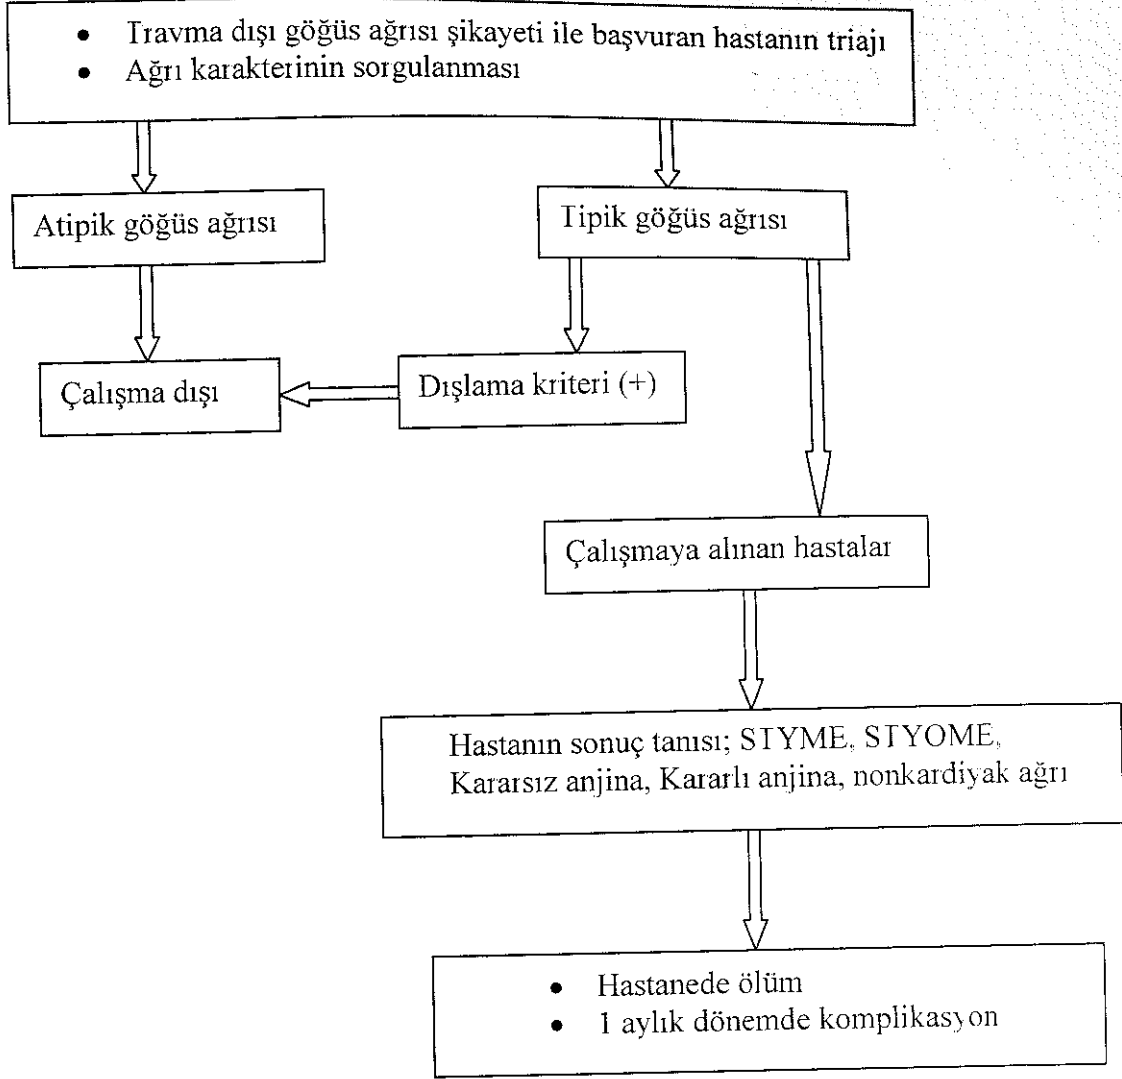 • Travma dışı göğüs ağrısı şikayeti ile başvuran hastanın triajı
• Ağrı karakterinin sorgulanması
Atipik göğüs ağrısı
Tipik göğüs ağrısı
Çalışma dışı
Dışlama kriteri (+)
Çalışmaya alınan hastalar
Hastanın sonuç tanısı; STYME, STYOME,
Kararsız anjina, Kararlı anjina, nonkardiyak ağrı
• Hastanede ölüm
• 1 aylık dönemde komplikasyon